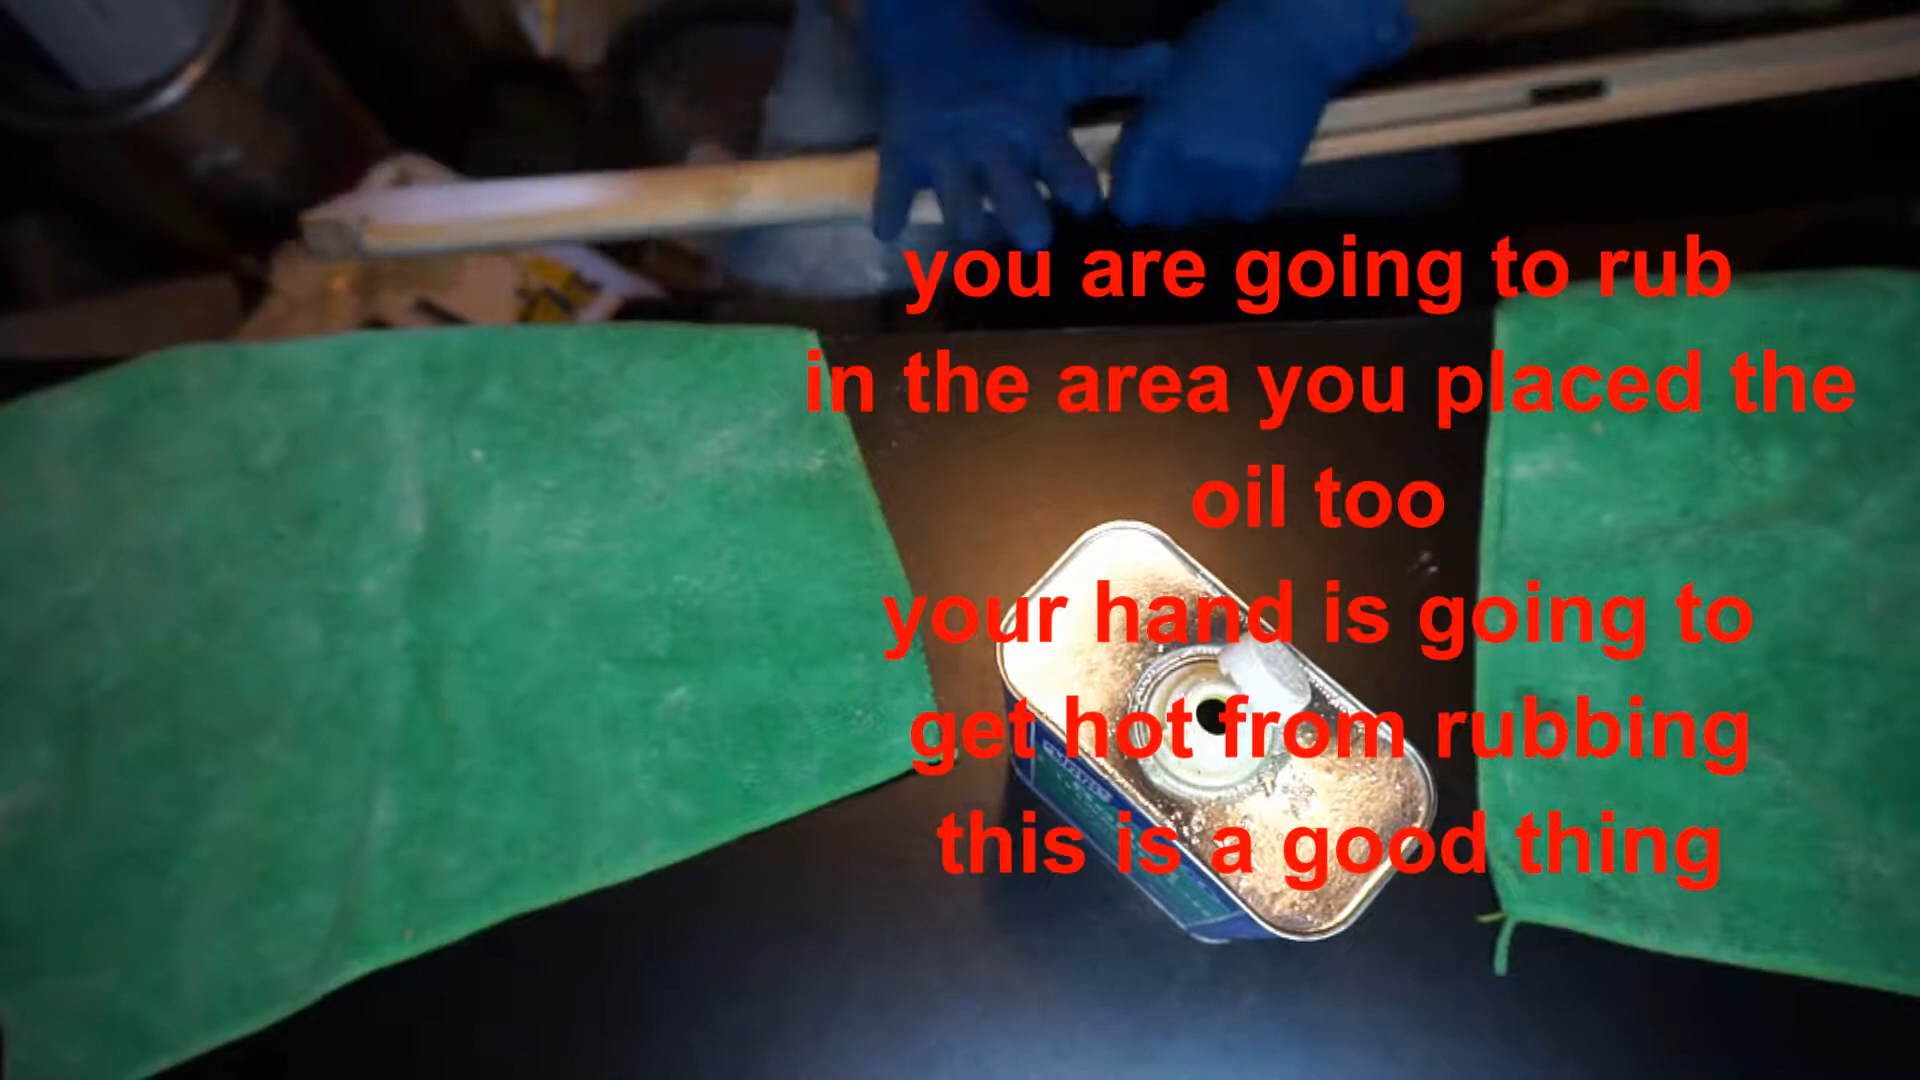 you are going to rub
in the area you placed the
oil too
your hand is going to
get hot from rubbing
this is a good thing